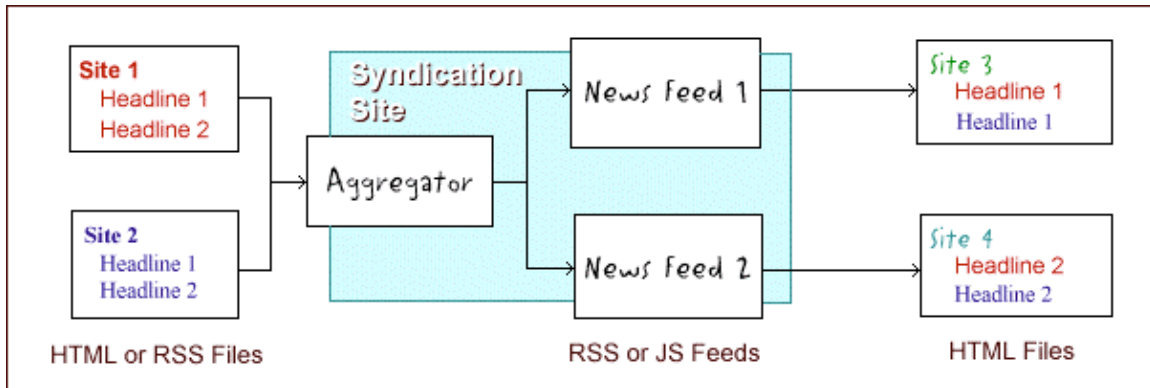 Site 1
Headline 1
Headline 2
Site 2
Headline 1
Headline 2
HTML or RSS Files
Syndication
Site
Aggregator
News Feed 1
News Feed 2
RSS or JS Feeds
Site 3
Headline 1
Headline 1
Site 4
Headline 2
Headline 2
HTML Files